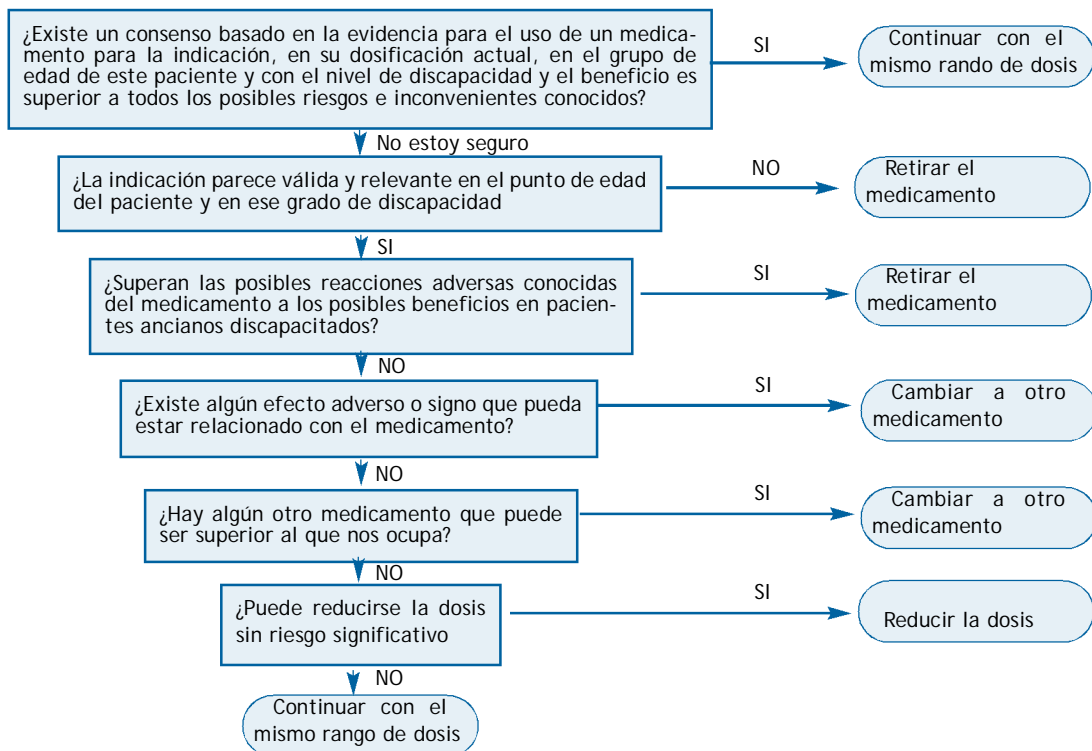 ¿Existe un consenso basado en la evidencia para el uso de un medica-
mento para la indicación, en su dosificación actual, en el grupo de
edad de este paciente y con el nivel de discapacidad y el beneficio es
superior a todos los posibles riesgos e inconvenientes conocidos?
SI
Continuar con el
mismo rando de dosis
No estoy seguro
¿La indicación parece válida y relevante en el punto de edad
del paciente y en ese grado de discapacidad
NO
Retirar el
medicamento
SI
¿Superan las posibles reacciones adversas conocidas
del medicamento a los posibles beneficios en pacien-
tes ancianos discapacitados?
SI
Retirar el
medicamento
NO
¿Existe algún efecto adverso o signo que pueda
estar relacionado con el medicamento?
SI
Cambiar a otro
medicamento
NO
¿Hay algún otro medicamento que puede
ser superior al que nos ocupa?
SI
Cambiar a otro
medicamento
NO
¿Puede reducirse la dosis
sin riesgo significativo
SI
Reducir la dosis
NO
Continuar con el
mismo rango de dosis